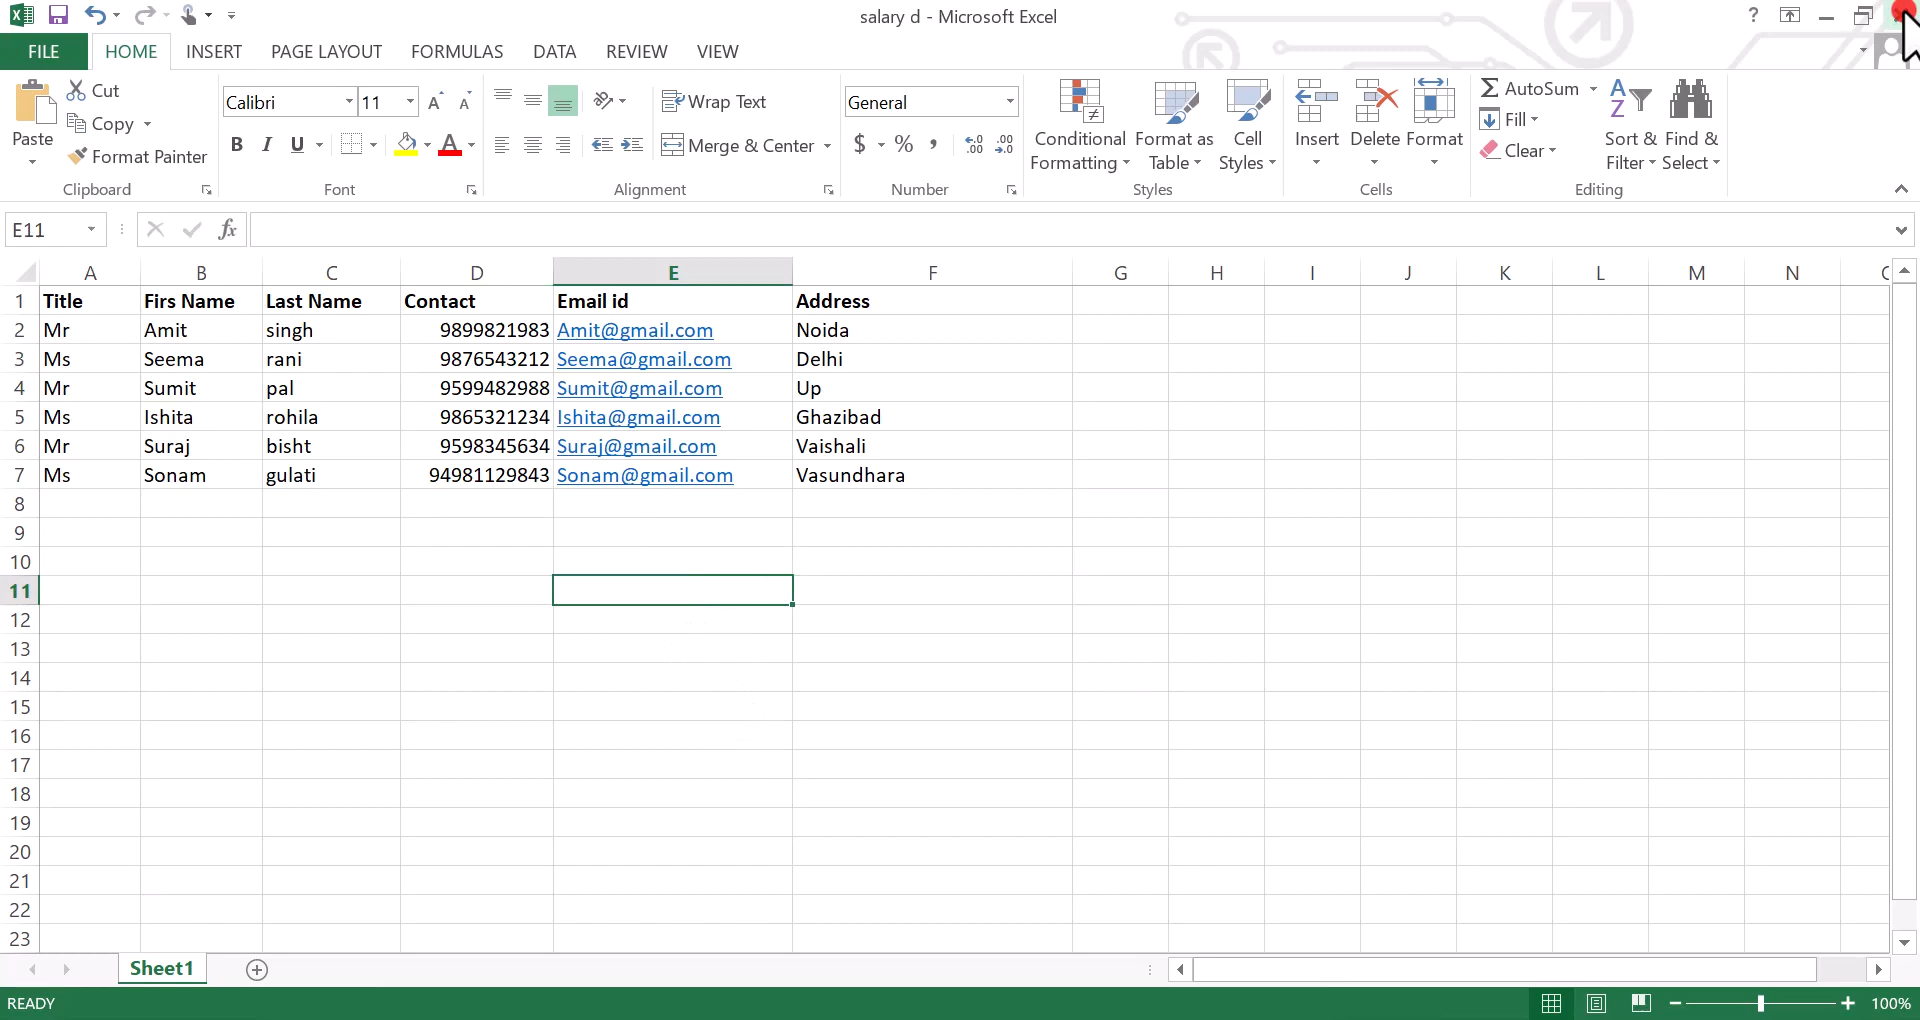 salary d - Microsoft Excel
?
FILE HOME INSERT PAGE LAYOUT FORMULAS DATA REVIEW VIEW
Paste
Cut
Copy
Format Painter
Clipboard
Calibri 11
B I U
Font
Wrap Text
Merge & Center
Alignment
General
$ % ,
Number
Conditional Formatting
Format as Table
Cell Styles
Styles
Insert Delete Format
Cells
AutoSum
Fill
Clear
Sort & Filter
Find & Select
Editing
E11 fx
A B C D E F G H I J K L M N
1 Title Firs Name Last Name Contact Email id Address
2 Mr Amit singh 9899821983 Amit@gmail.com Noida
3 Ms Seema rani 9876543212 Seema@gmail.com Delhi
4 Mr Sumit pal 9599482988 Sumit@gmail.com Up
5 Ms Ishita rohila 9865321234 Ishita@gmail.com Ghazibad
6 Mr Suraj bisht 9598345634 Suraj@gmail.com Vaishali
7 Ms Sonam gulati 94981129843 Sonam@gmail.com Vasundhara
8
9
10
11
12
13
14
15
16
17
18
19
20
21
22
23
Sheet1
READY 100%